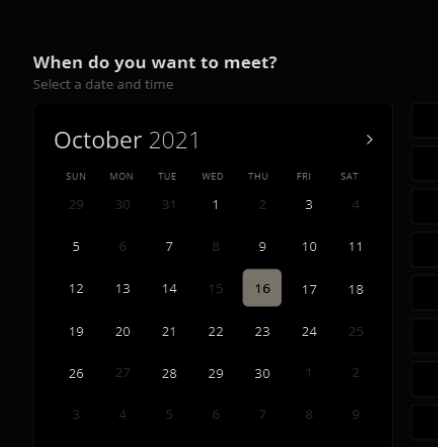 When do you want to meet?
Select a date and time
October 2021
SUN MON TUE WED THU FRI SAT
29 30 31 1 2 3 4
5 6 7 8 9 10 11
12 13 14 15 16 17 18
19 20 21 22 23 24 25
26 27 28 29 30 1 2
3 4 5 6 7 8 9